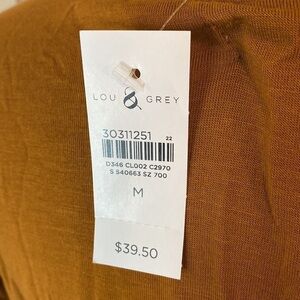 LOU & GREY
30311251 22
D346 CL002 C2970
S 540663 SZ 700
M
$39.50